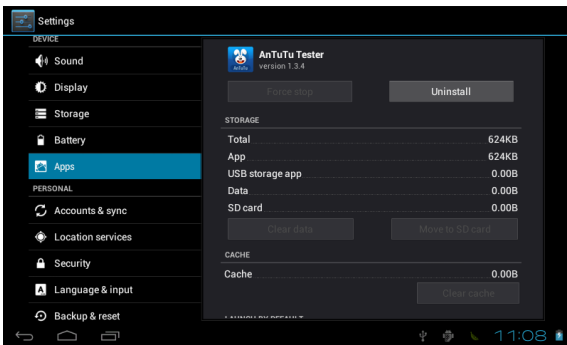 Settings
DEVICE
Sound
Display
Storage
Battery
Apps
PERSONAL
Accounts & sync
Location services
Security
Language & input
Backup & reset
AnTuTu Tester
version 1.3.4
Force stop
Uninstall
STORAGE
Total 624KB
App 624KB
USB storage app 0.00B
Data 0.00B
SD card 0.00B
Clear data
Move to SD card
CACHE
Cache 0.00B
Clear cache
LAUNCH BY DEFAULT
11:08